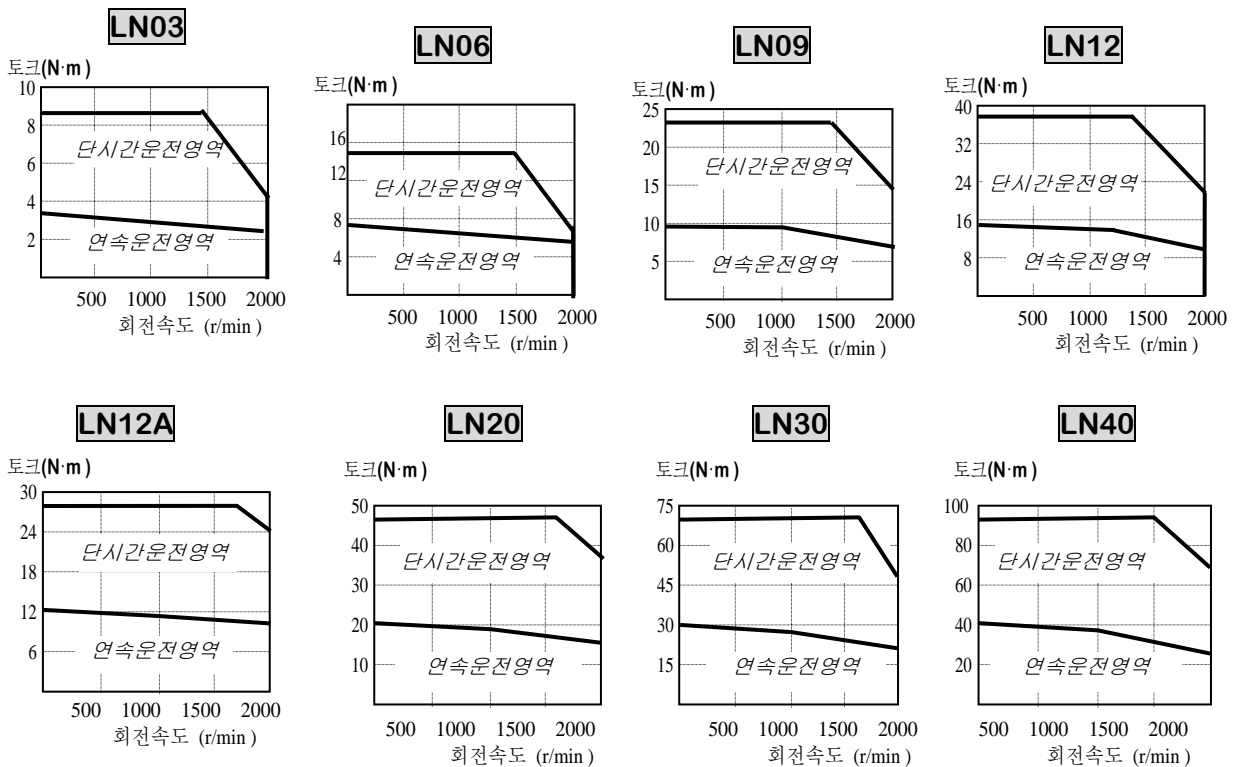 LN03
토크(N·m )
10
8
6
4
2
단시간운전영역
연속운전영역
500 1000 1500 2000
회전속도 (r/min )
LN06
토크(N·m )
16
12
8
4
단시간운전영역
연속운전영역
500 1000 1500 2000
회전속도 (r/min )
LN09
토크(N·m )
25
20
15
10
5
단시간운전영역
연속운전영역
500 1000 1500 2000
회전속도 (r/min )
LN12
토크(N·m )
40
32
24
16
8
단시간운전영역
연속운전영역
500 1000 1500 2000
회전속도 (r/min )
LN12A
토크(N·m )
30
24
18
12
6
단시간운전영역
연속운전영역
500 1000 1500 2000
회전속도 (r/min )
LN20
토크(N·m )
50
40
30
20
10
단시간운전영역
연속운전영역
500 1000 1500 2000
회전속도 (r/min )
LN30
토크(N·m )
75
60
45
30
15
단시간운전영역
연속운전영역
500 1000 1500 2000
회전속도 (r/min )
LN40
토크(N·m )
100
80
60
40
20
단시간운전영역
연속운전영역
500 1000 1500 2000
회전속도 (r/min )